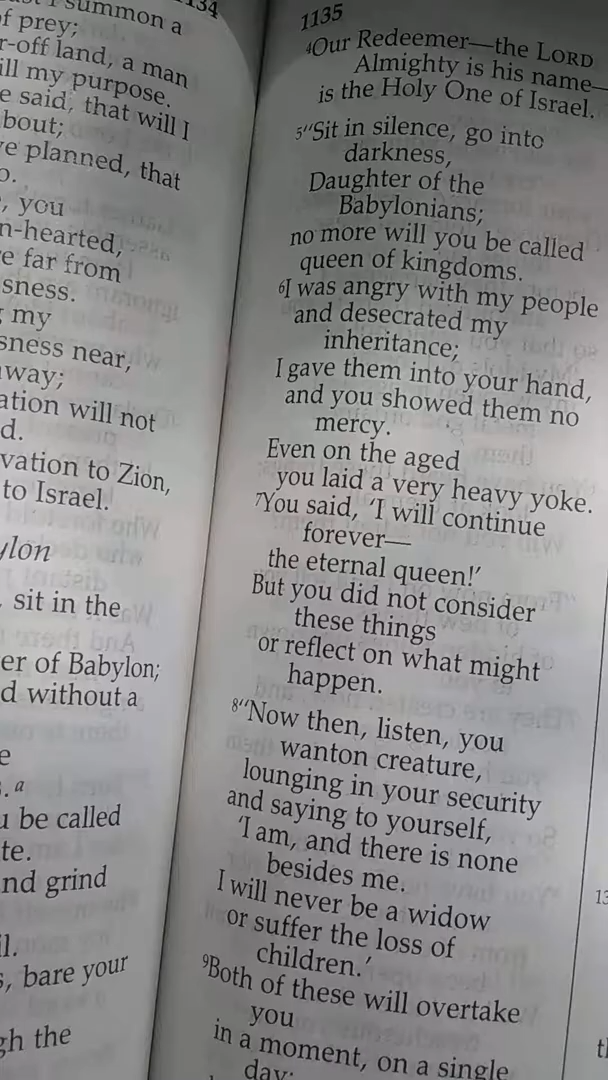 134
summon a
of prey;
r-off land, a man
ill my purpose.
e said, that will I
bout;
e planned, that
o.
, you
n-hearted,
e far from
sness.
my
sness near,
way;
ation will not
d.
vation to Zion,
to Israel.
ylon
, sit in the
er of Babylon;
d without a
e
s.a
u be called
te.
nd grind
il.
s, bare your
gh the
1135
4Our Redeemer—the LORD
Almighty is his name—
is the Holy One of Israel.
5“Sit in silence, go into
darkness,
Daughter of the
Babylonians;
no more will you be called
queen of kingdoms.
6I was angry with my people
and desecrated my
inheritance;
I gave them into your hand,
and you showed them no
mercy.
Even on the aged
you laid a very heavy yoke.
7You said, ‘I will continue
forever—
the eternal queen!’
But you did not consider
these things
or reflect on what might
happen.
8“Now then, listen, you
wanton creature,
lounging in your security
and saying to yourself,
‘I am, and there is none
besides me.
I will never be a widow
or suffer the loss of
children.’
9Both of these will overtake
you
in a moment, on a single
day:
13
th